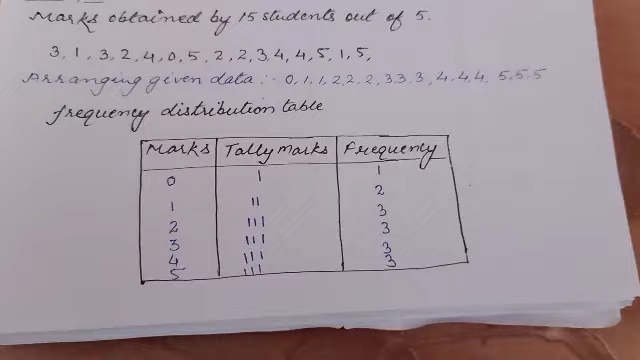 Marks obtained by 15 students out of 5.
3, 1, 3, 2, 4, 0, 5, 2, 2, 3, 4, 4, 5, 1, 5,
Arranging given data :- 0, 1, 1, 2, 2, 2, 3, 3, 3, 4, 4, 4, 5, 5, 5
frequency distribution table
Marks Tally marks Frequency
0 | 1
1 || 2
2 ||| 3
3 ||| 3
4 ||| 3
5 ||| 3